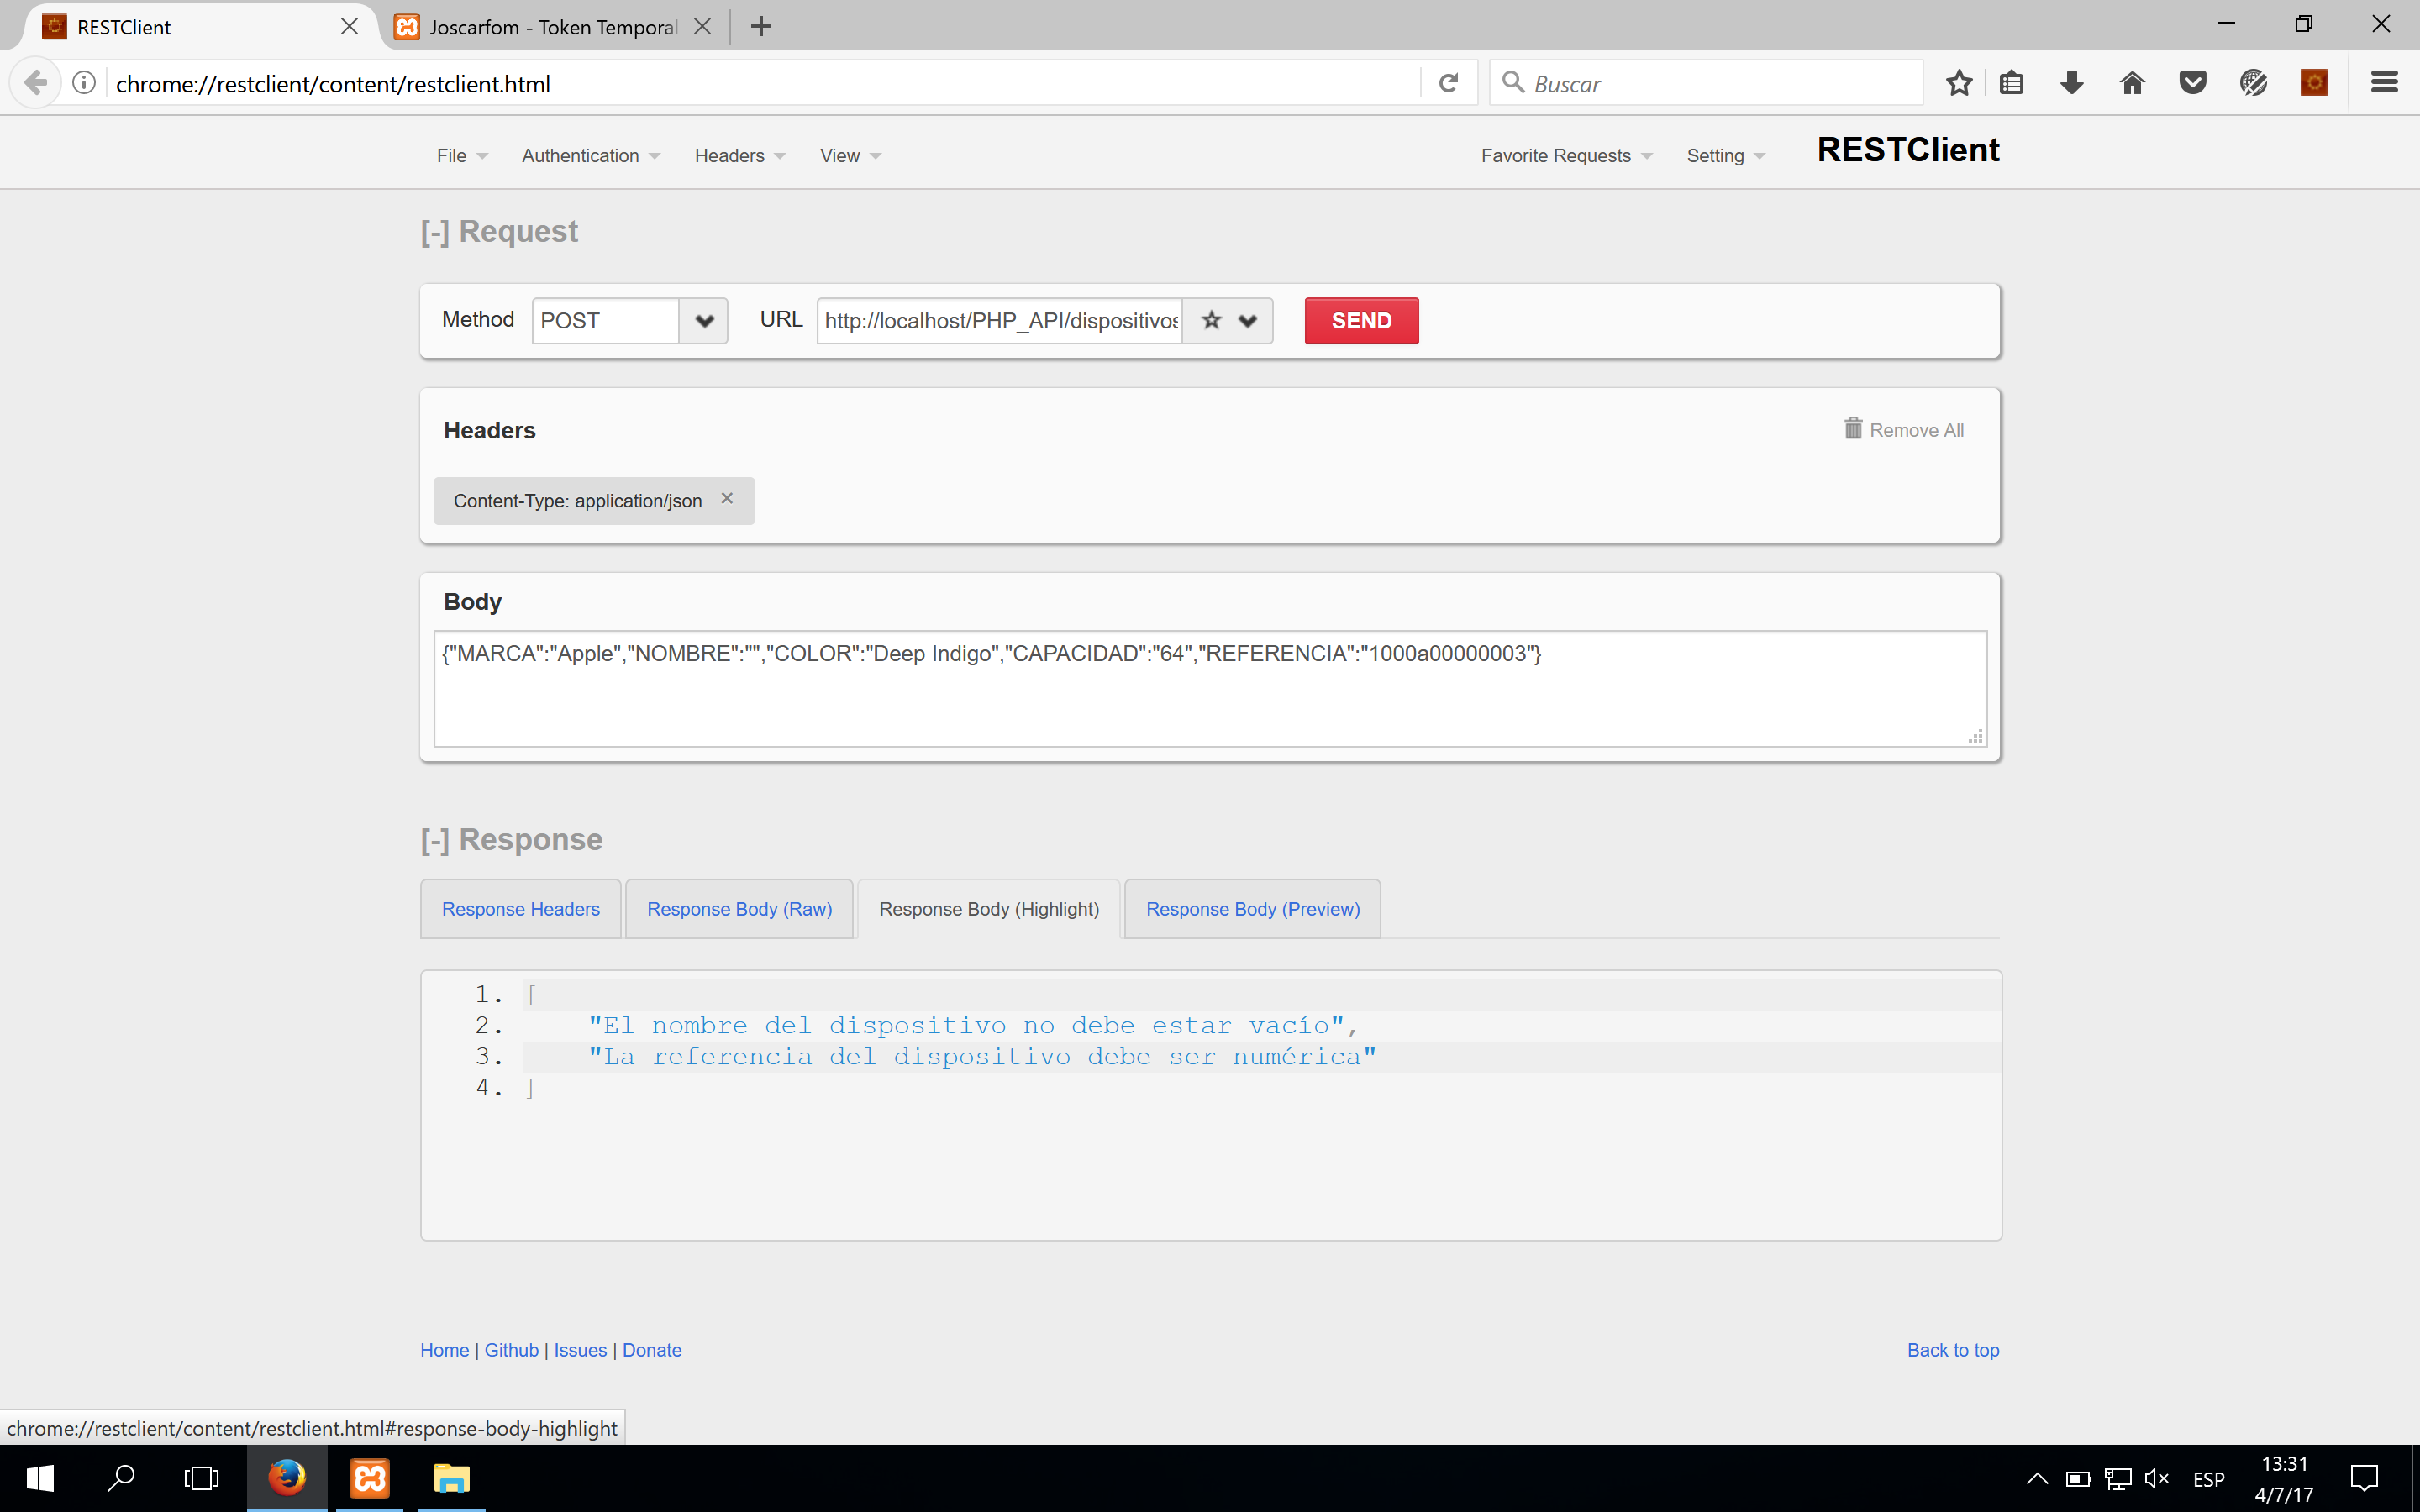 RESTClient
Joscarfom - Token Temporal
chrome://restclient/content/restclient.html
Buscar
File
Authentication
Headers
View
Favorite Requests
Setting
RESTClient
[-] Request
Method
POST
URL
http://localhost/PHP_API/dispositivos
SEND
Headers
Remove All
Content-Type: application/json
Body
{"MARCA":"Apple","NOMBRE":"","COLOR":"Deep Indigo","CAPACIDAD":"64","REFERENCIA":"1000a00000003"}
[-] Response
Response Headers
Response Body (Raw)
Response Body (Highlight)
Response Body (Preview)
1. [
2. "El nombre del dispositivo no debe estar vacío",
3. "La referencia del dispositivo debe ser numérica"
4. ]
Home | Github | Issues | Donate
Back to top
chrome://restclient/content/restclient.html#response-body-highlight
ESP
13:31
4/7/17